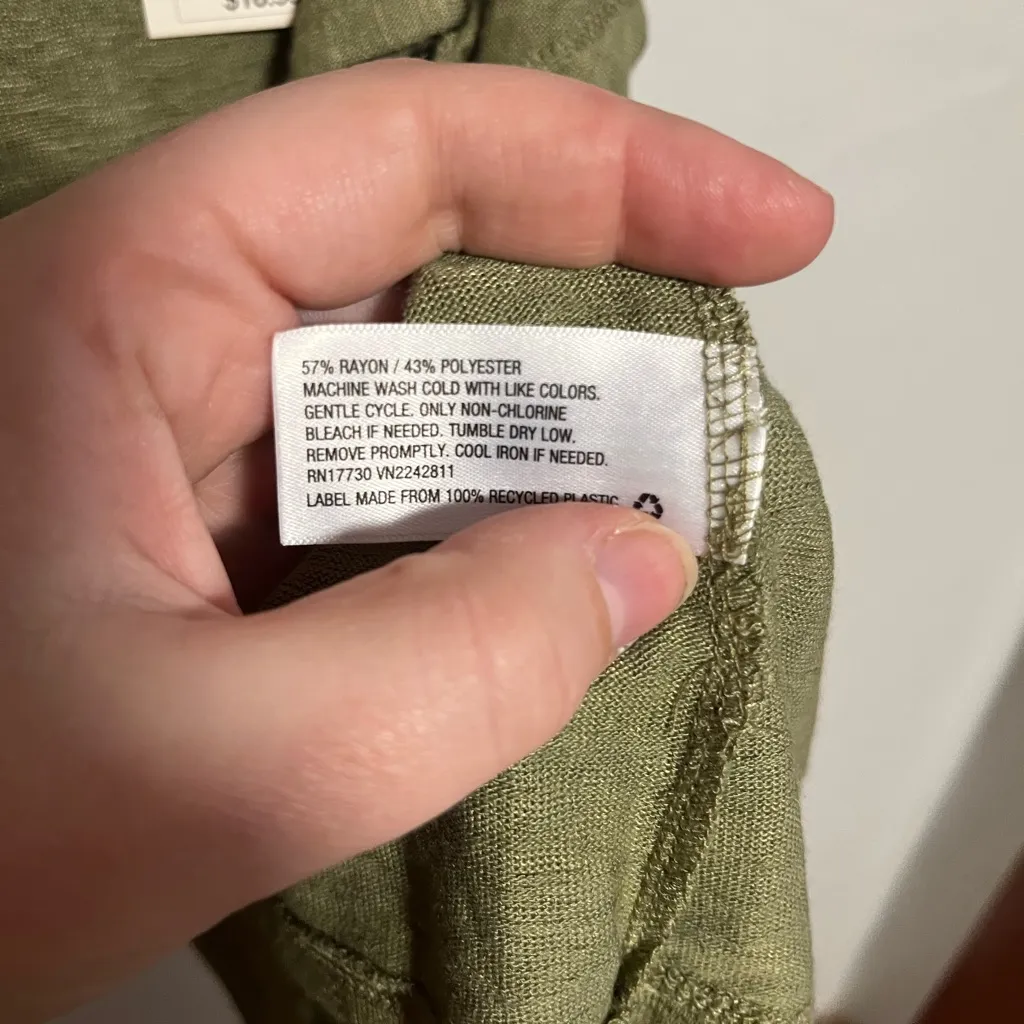 57% RAYON / 43% POLYESTER
MACHINE WASH COLD WITH LIKE COLORS.
GENTLE CYCLE. ONLY NON-CHLORINE
BLEACH IF NEEDED. TUMBLE DRY LOW.
REMOVE PROMPTLY. COOL IRON IF NEEDED.
RN17730 VN2242811
LABEL MADE FROM 100% RECYCLED PLASTIC